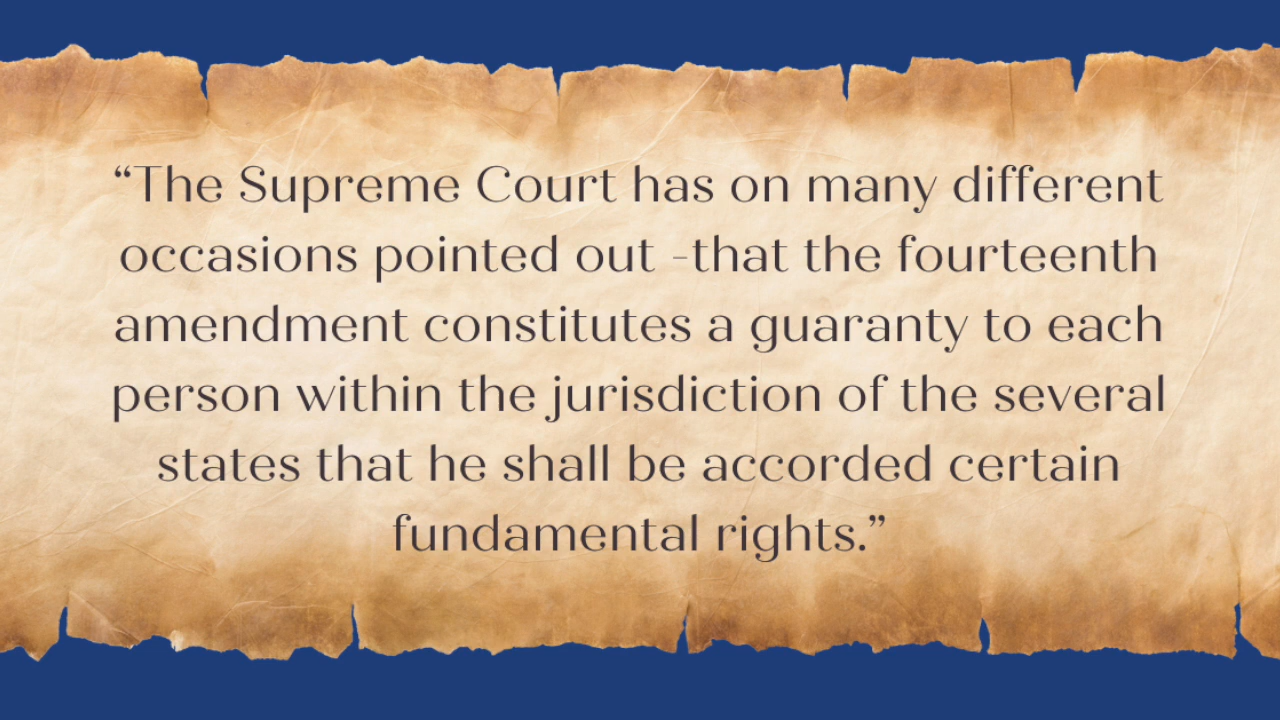 “The Supreme Court has on many different
occasions pointed out -that the fourteenth
amendment constitutes a guaranty to each
person within the jurisdiction of the several
states that he shall be accorded certain
fundamental rights.”